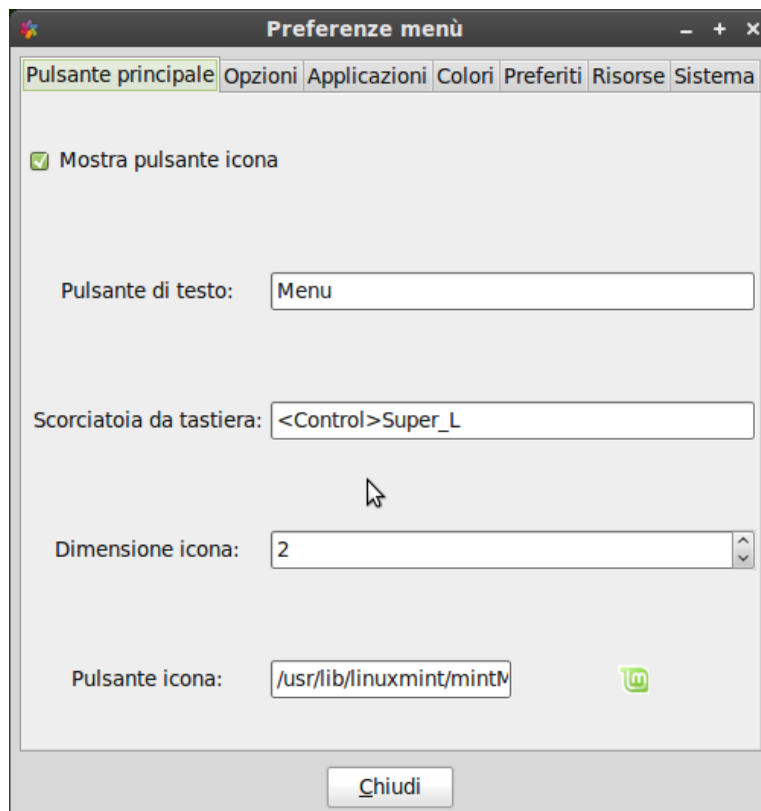 Preferenze menù
Pulsante principale Opzioni Applicazioni Colori Preferiti Risorse Sistema
Mostra pulsante icona
Pulsante di testo: Menu
Scorciatoia da tastiera: <Control>Super_L
Dimensione icona: 2
Pulsante icona: /usr/lib/linuxmint/mintM
Chiudi